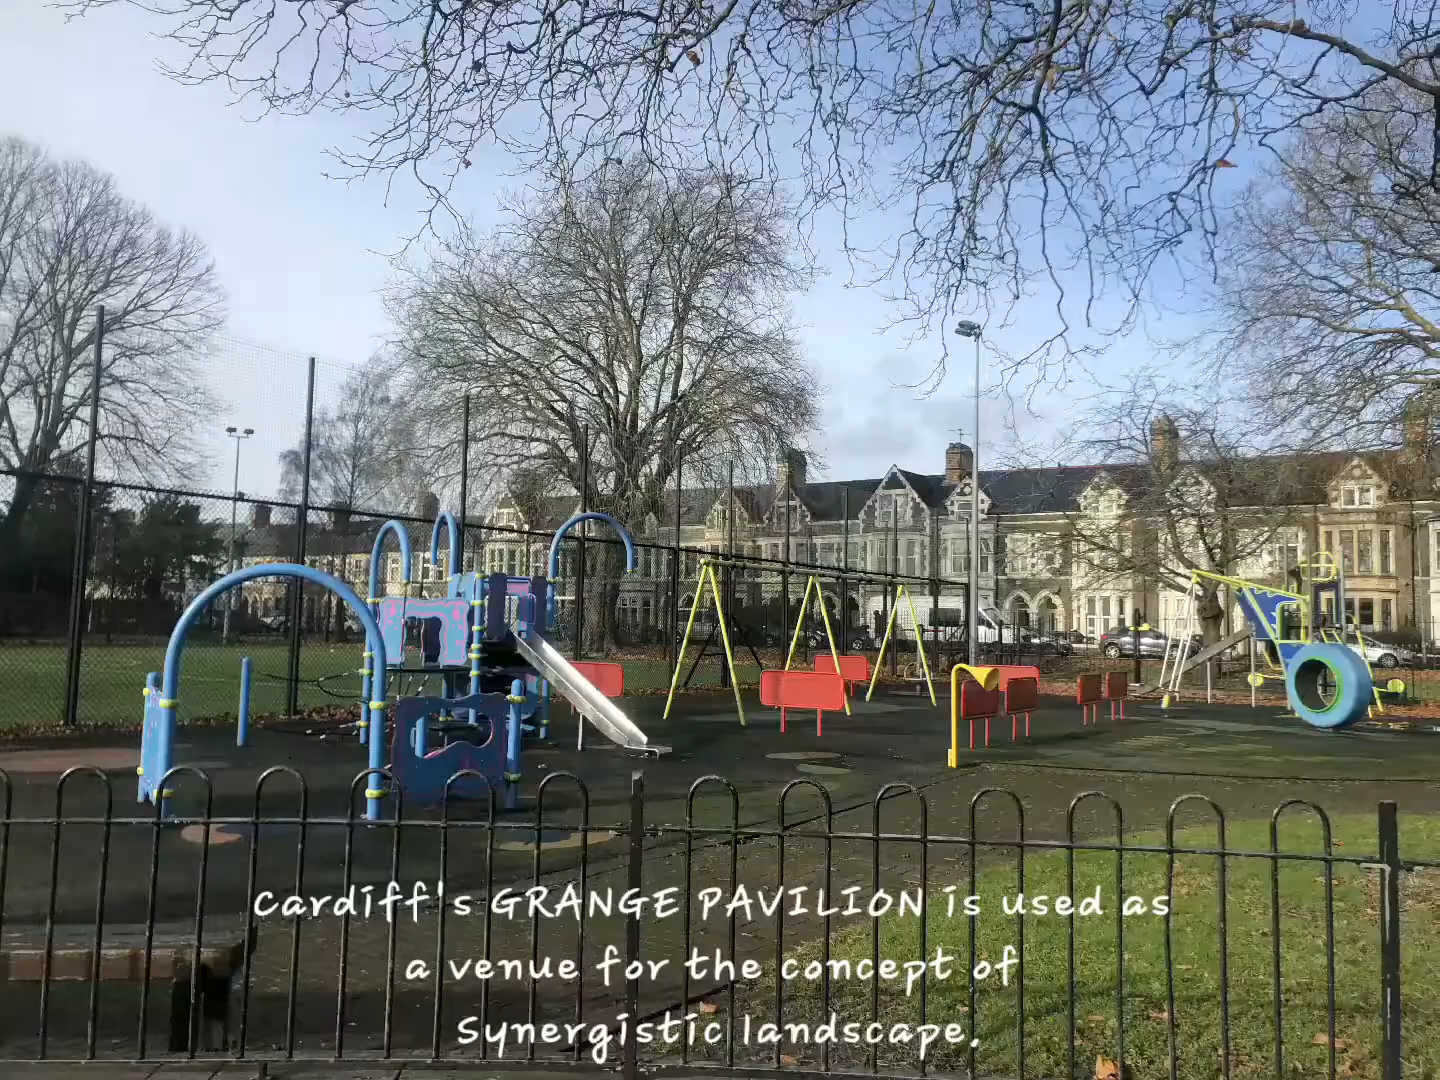 Cardiff's GRANGE PAVILION is used as
a venue for the concept of
Synergistic landscape.